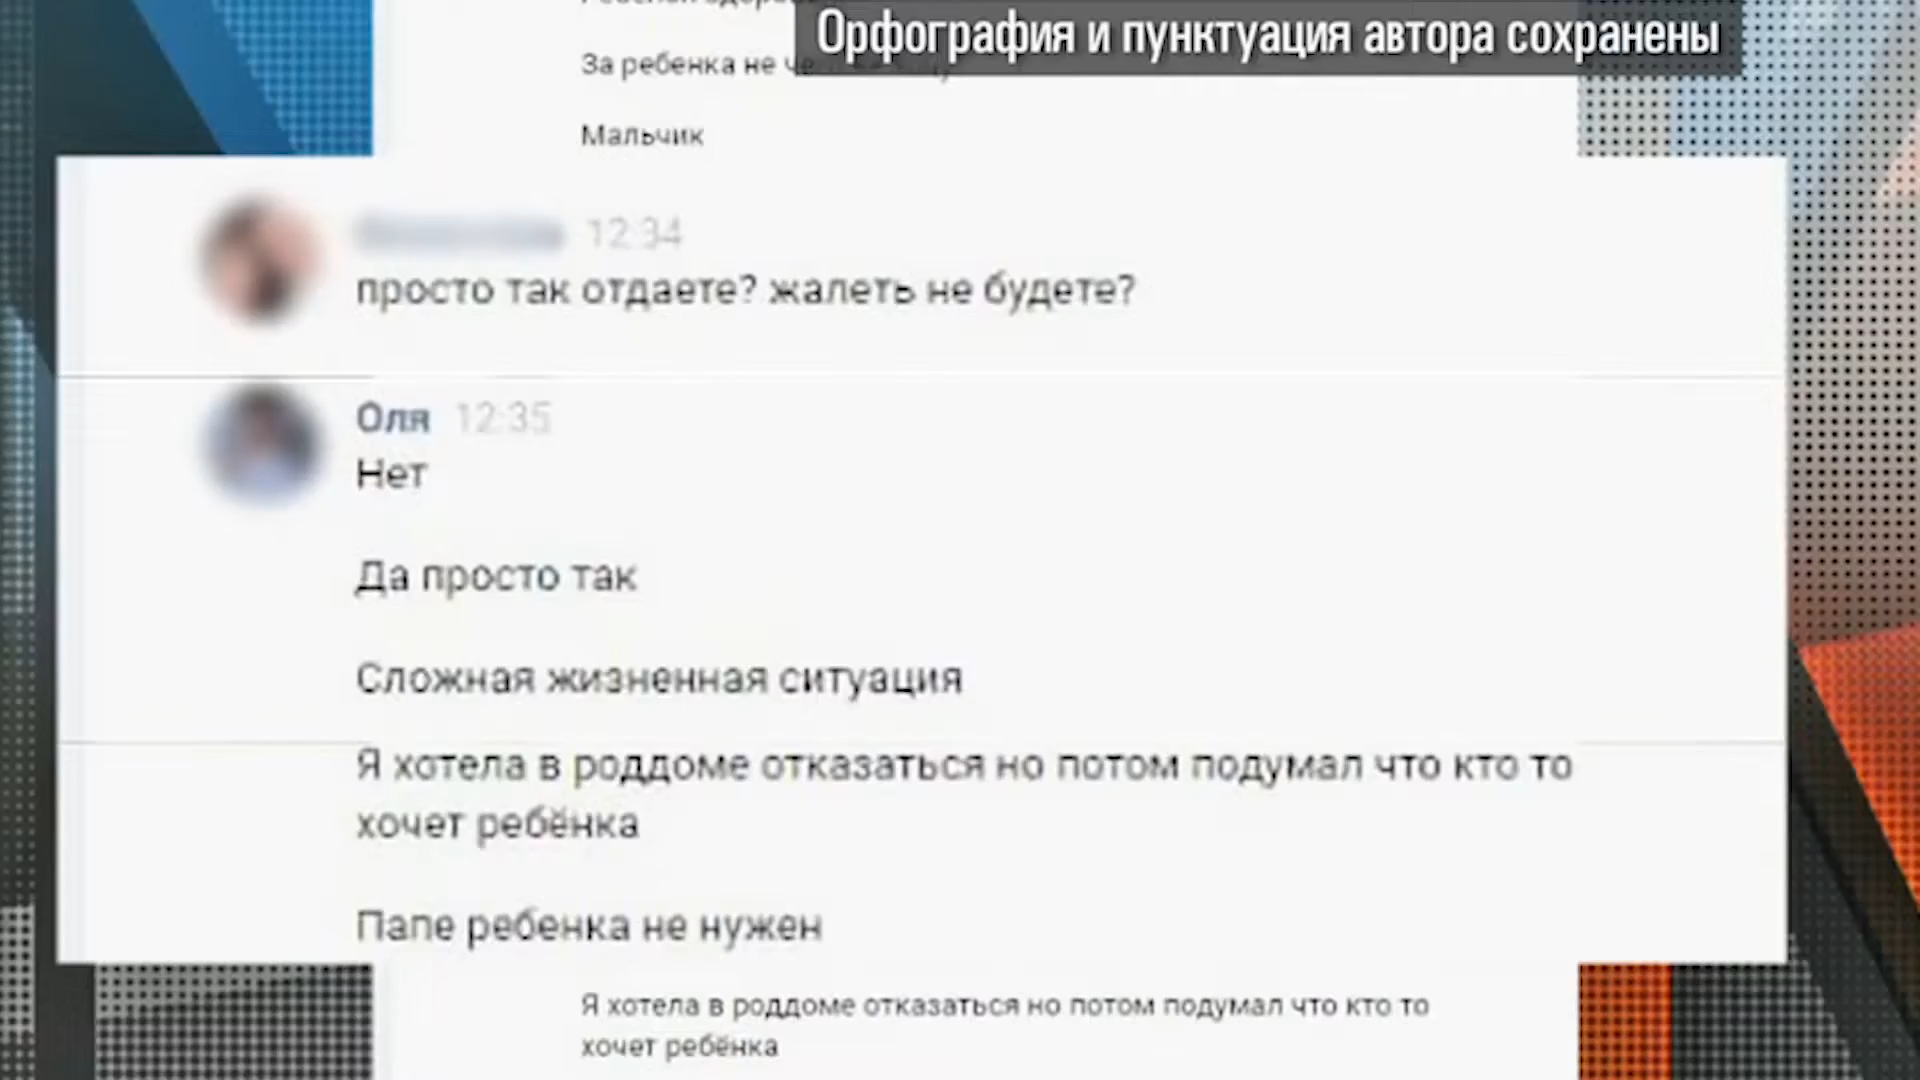 Орфография и пунктуация автора сохранены
За ребенка не
Мальчик
12:34
просто так отдаете? жалеть не будете?
Оля 12:35
Нет
Да просто так
Сложная жизненная ситуация
Я хотела в роддоме отказаться но потом подумал что кто то
хочет ребёнка
Папе ребенка не нужен
Я хотела в роддоме отказаться но потом подумал что кто то
хочет ребёнка